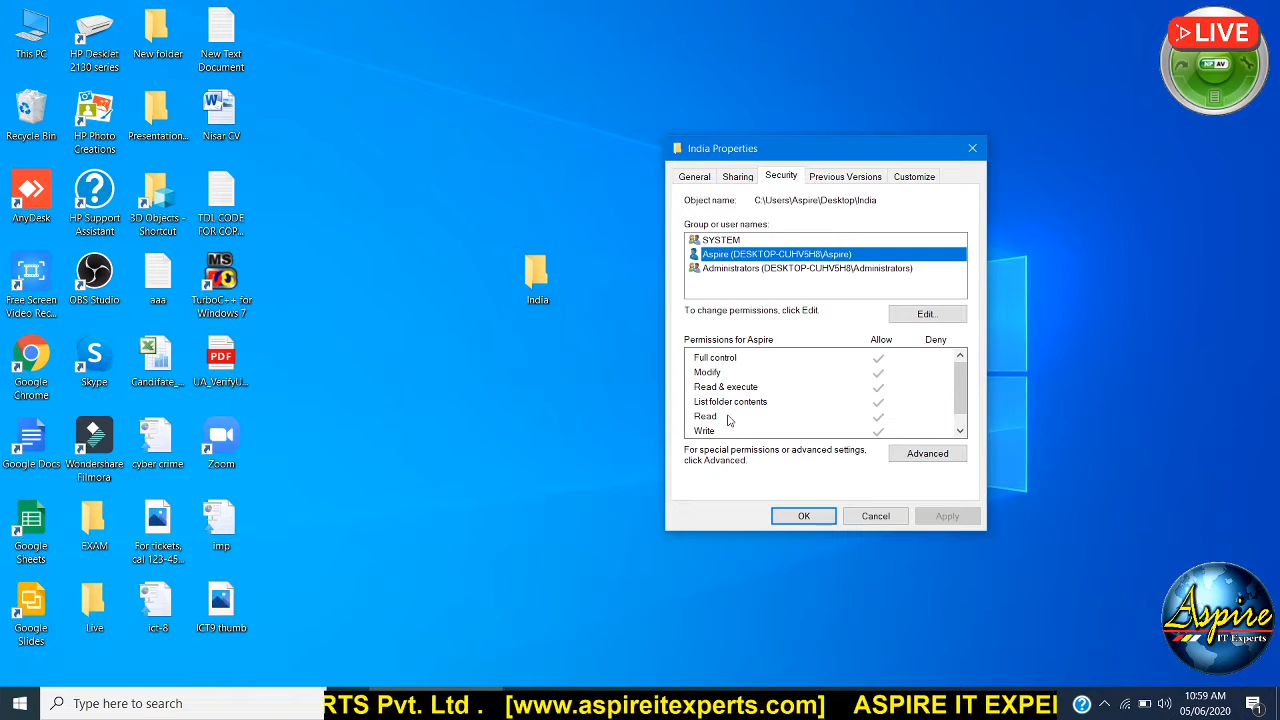 This PC
HP Deskjet
2130 series
New folder
New Text
Document
Recycle Bin
HP Photo
Creations
Presentation...
Nisar CV
AnyDesk
HP Support
Assistant
3D Objects -
Shortcut
TDL CODE
FOR COP...
Free Screen
Video Rec...
OBS Studio
aaa
MS
TurboC++ for
Windows 7
Google
Chrome
Skype
Candifate_...
PDF
UA_VerifyU...
Google Docs
Wondershare
Filmora
cyber crime
Zoom
Google
Sheets
EXAM
For tickets,
cal 123-45...
imp
Google
Slides
Live
ict-8
ICT9 thumb
India
LIVE
HP AV
India Properties
General
Sharing
Security
Previous Versions
Customize
Object name: C:\Users\Aspire\Desktop\India
Group or user names:
SYSTEM
Aspire (DESKTOP-CUHV5H8\Aspire)
Administrators (DESKTOP-CUHV5H8\Administrators)
To change permissions, click Edit.
Edit...
Permissions for Aspire Allow Deny
Full control
Modify
Read & execute
List folder contents
Read
Write
For special permissions or advanced settings,
click Advanced.
Advanced
OK
Cancel
Apply
Aspire
IT Experts
Type here to search
RTS Pvt. Ltd . [www.aspireitexperts.com] ASPIRE IT EXPE
10:59 AM
05/06/2020